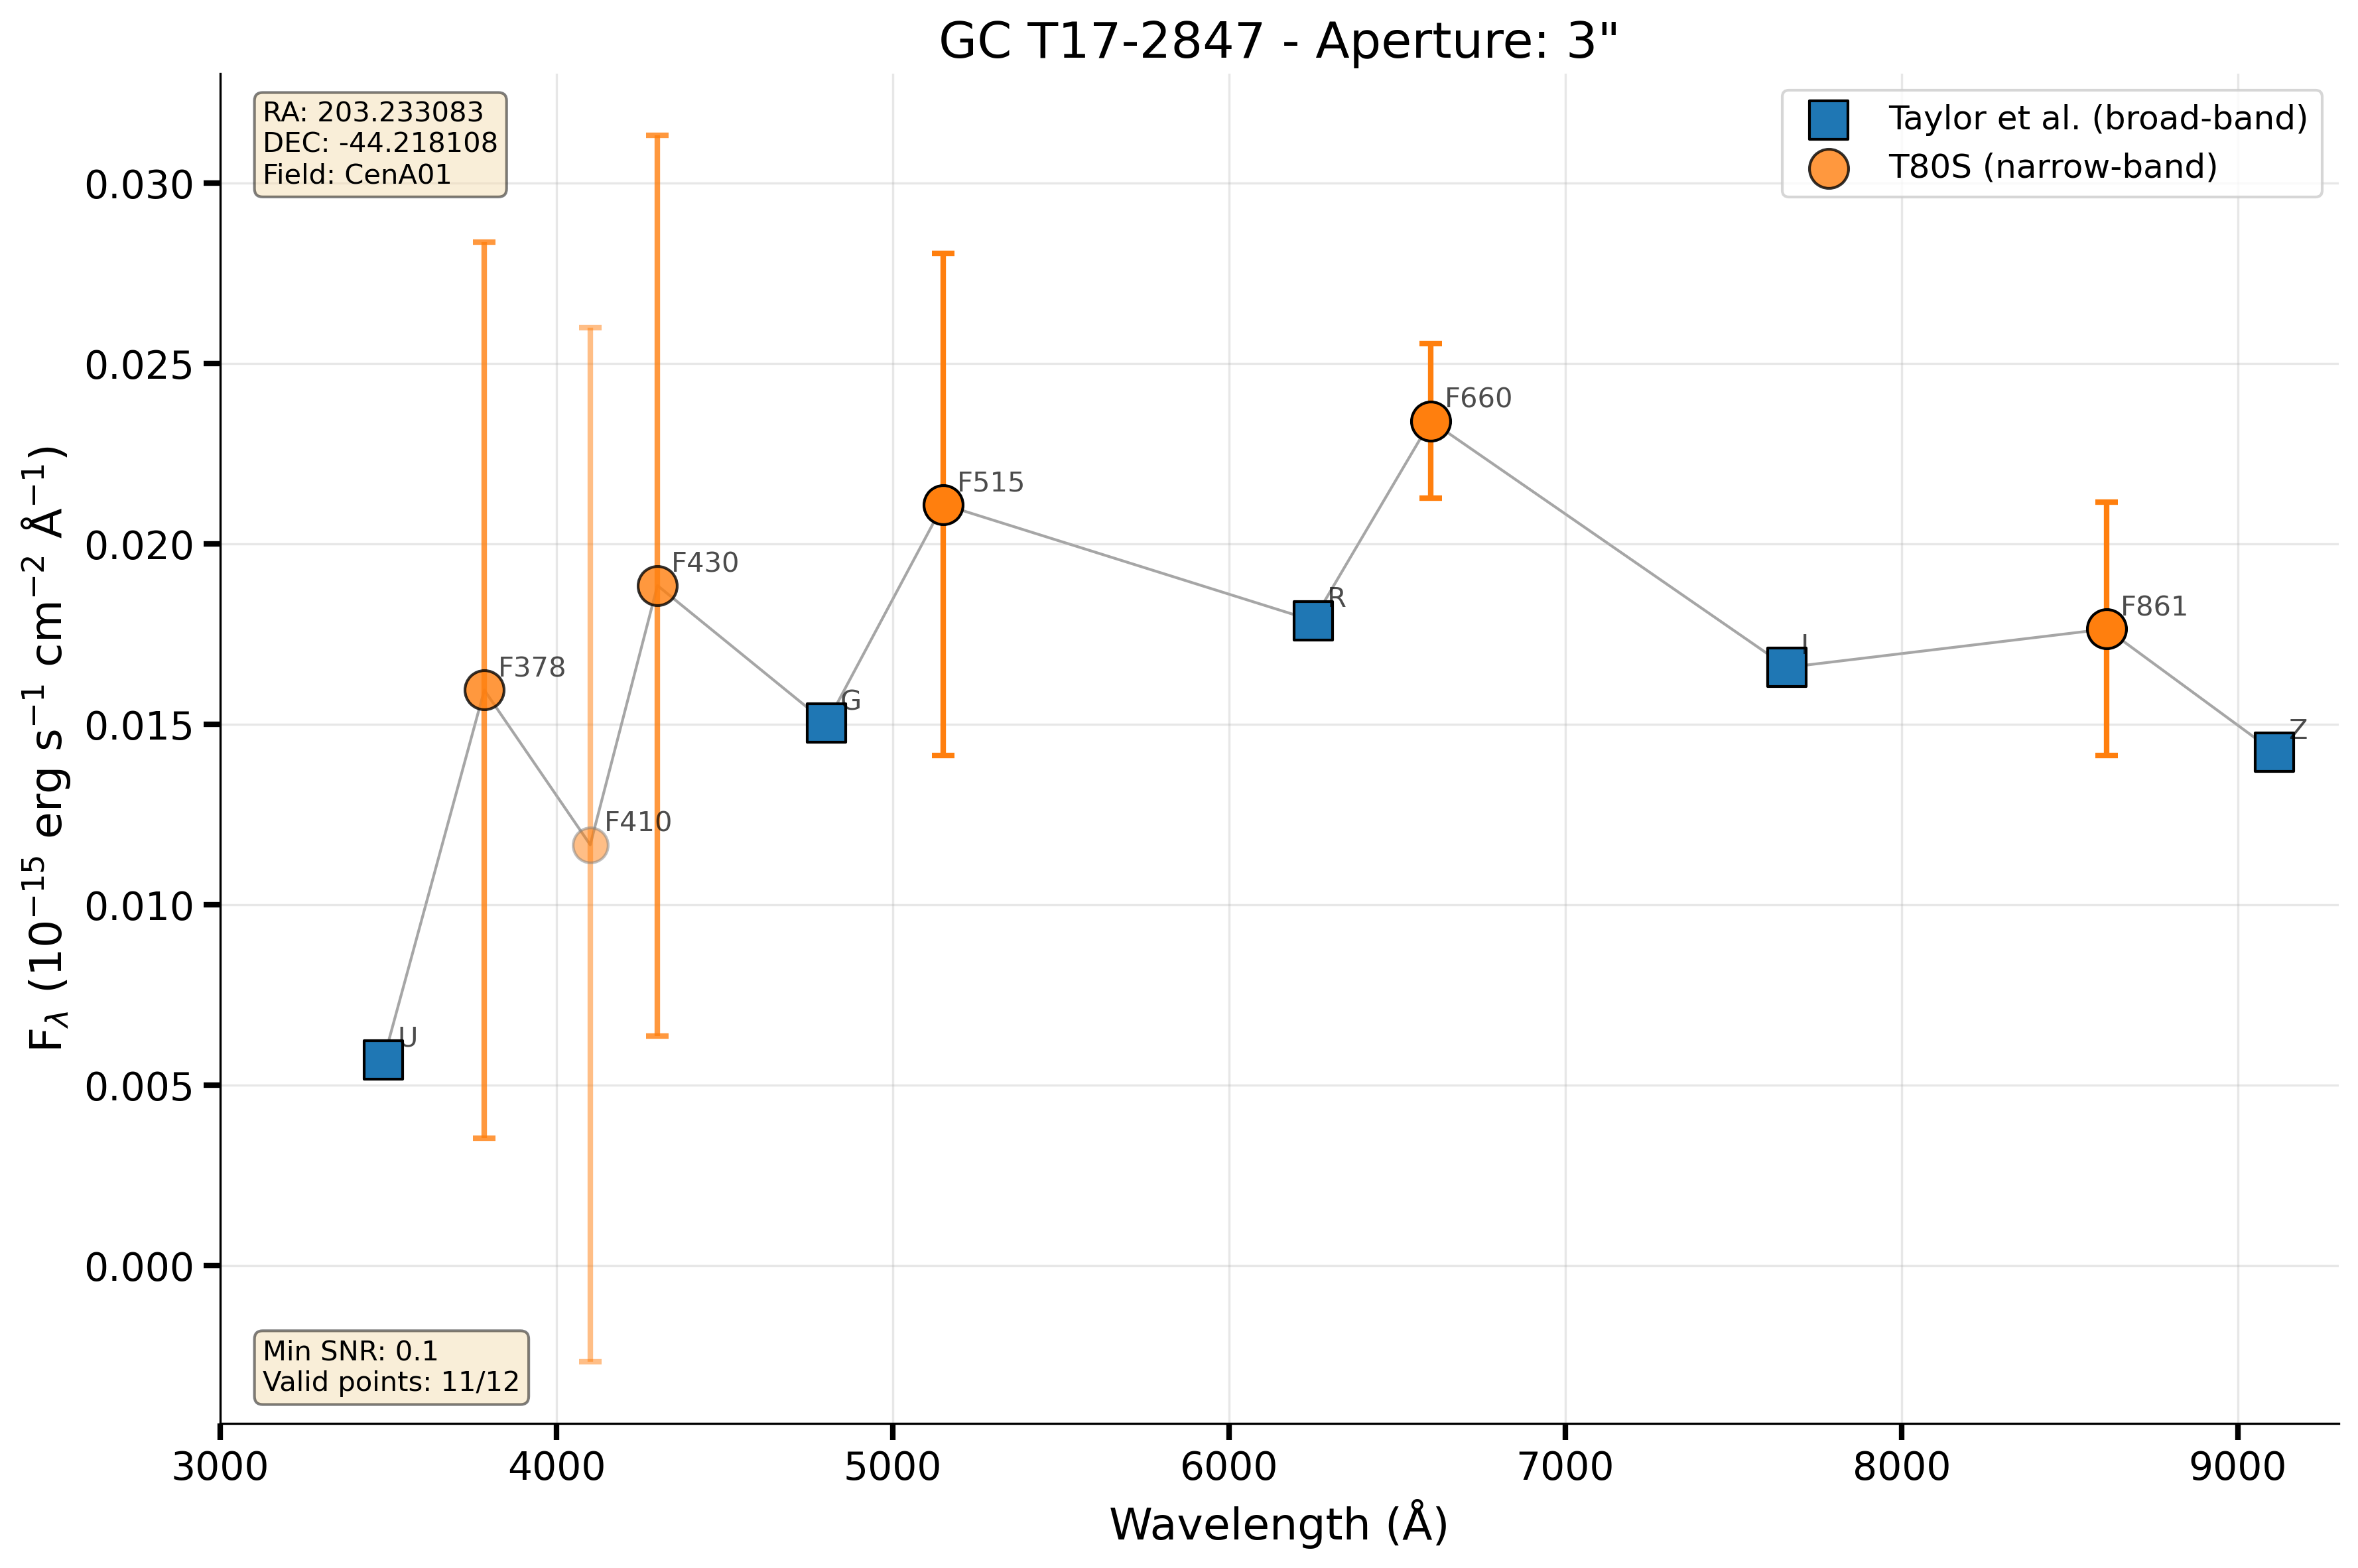 GC T17-2847 - Aperture: 3"
RA: 203.233083
DEC: -44.218108
Field: CenA01
Taylor et al. (broad-band)
T80S (narrow-band)
0.030
0.025
0.020
0.015
0.010
0.005
0.000
F660
F515
F430
R
F861
I
F378
G
Z
F410
U
Min SNR: 0.1
Valid points: 11/12
3000 4000 5000 6000 7000 8000 9000
Wavelength (Å)
Fλ (10⁻¹⁵ erg s⁻¹ cm⁻² Å⁻¹)